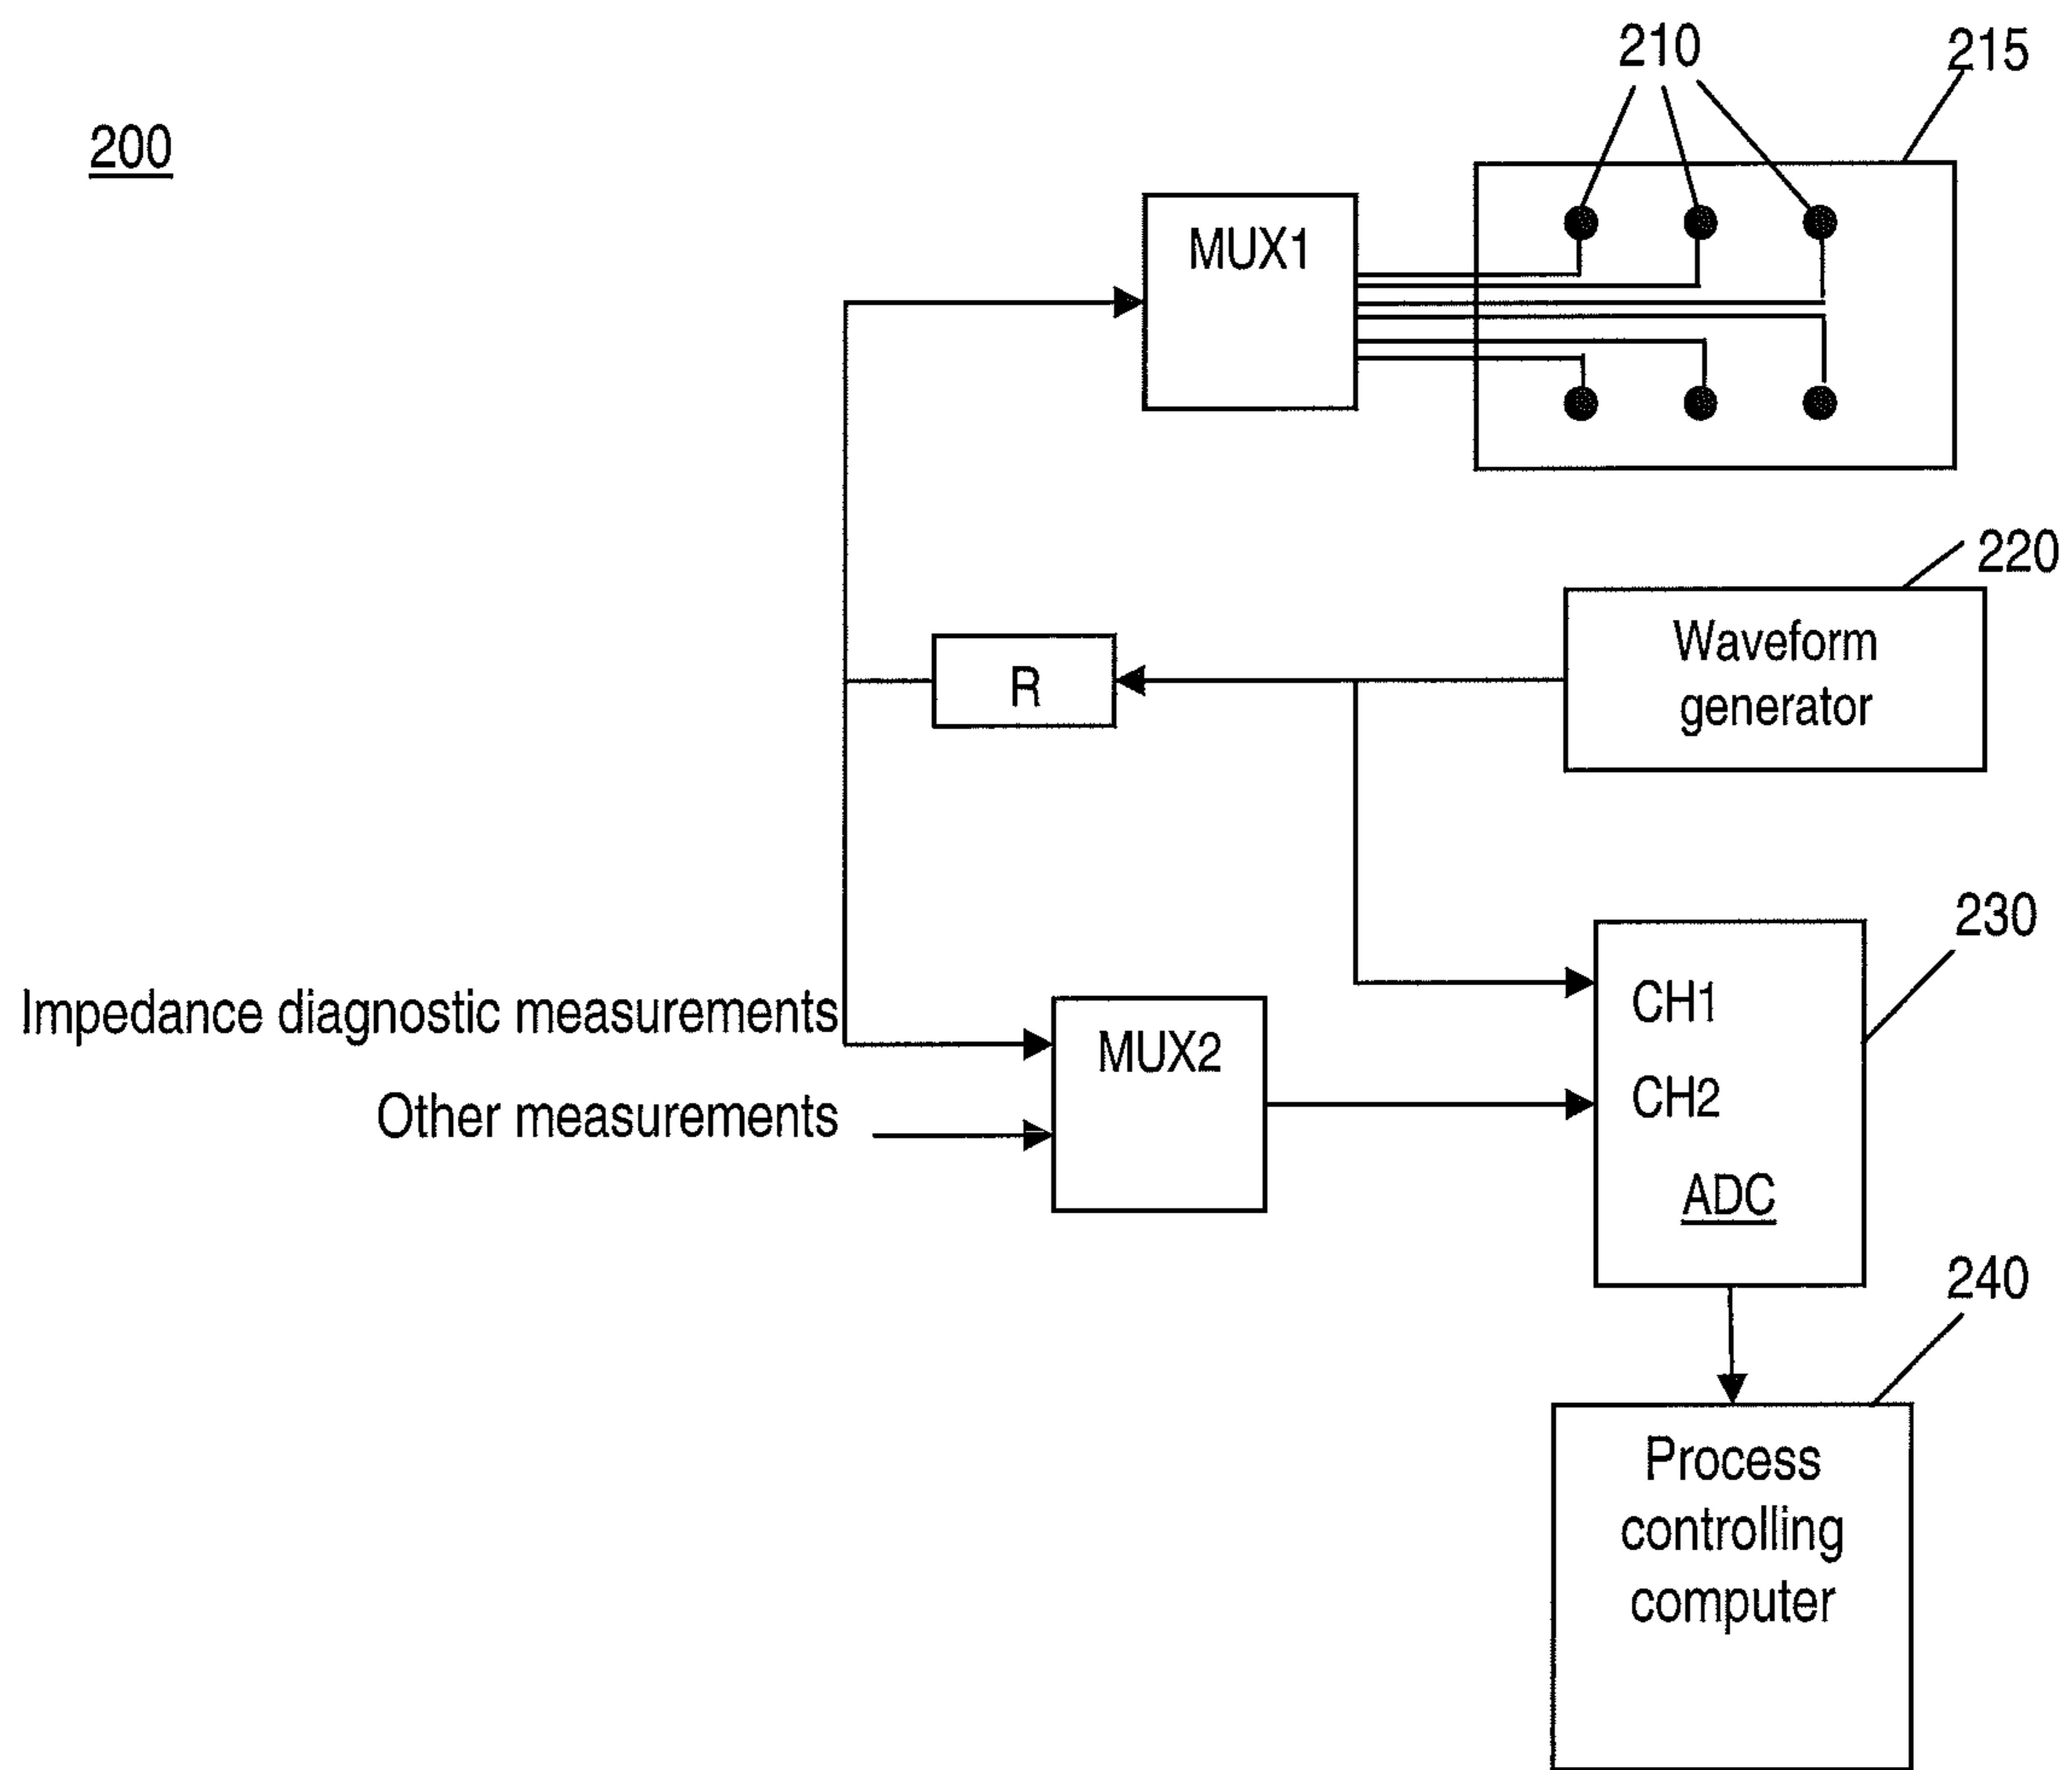 210
215
200
MUX1
220
Waveform
generator
R
230
Impedance diagnostic measurements
CH1
MUX2
CH2
Other measurements
ADC
240
Process
controlling
computer